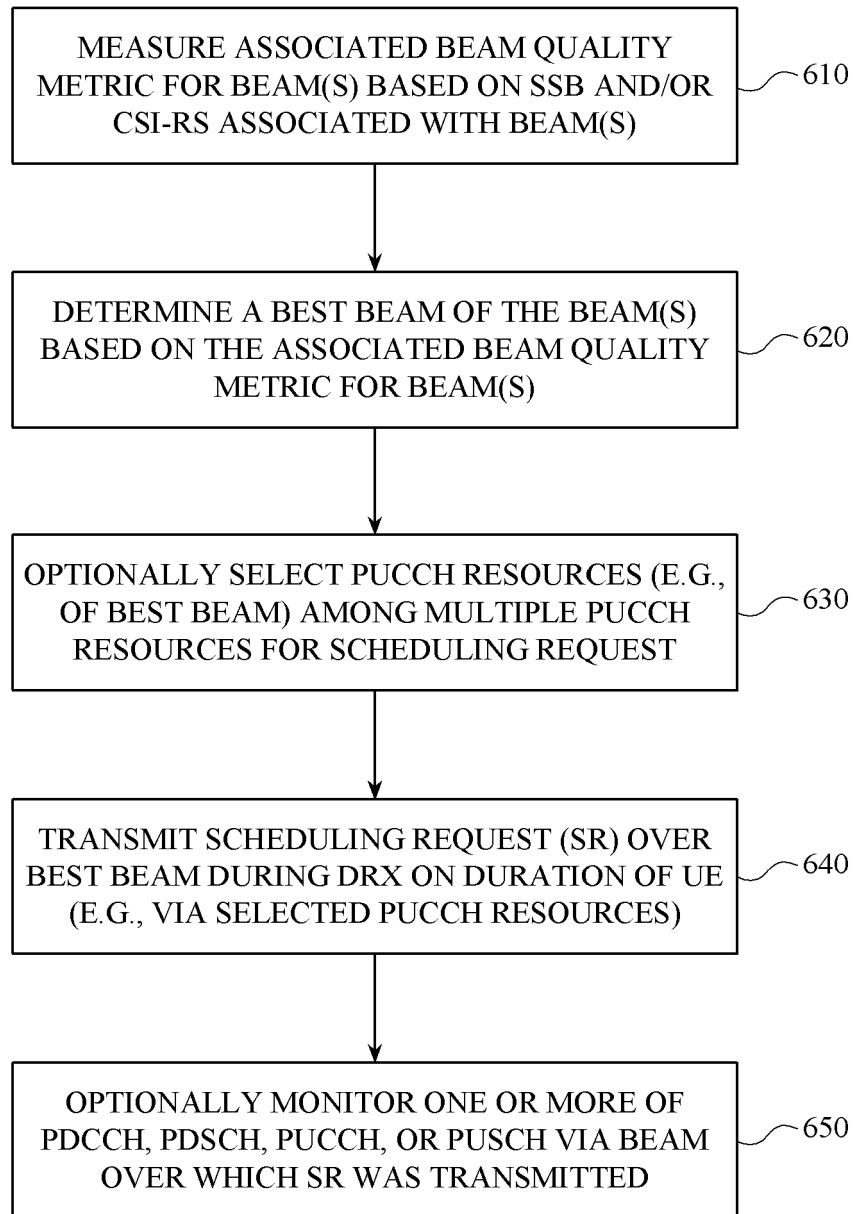 MEASURE ASSOCIATED BEAM QUALITY
METRIC FOR BEAM(S) BASED ON SSB AND/OR
CSI-RS ASSOCIATED WITH BEAM(S)
610
DETERMINE A BEST BEAM OF THE BEAM(S)
BASED ON THE ASSOCIATED BEAM QUALITY
METRIC FOR BEAM(S)
620
OPTIONALLY SELECT PUCCH RESOURCES (E.G.,
OF BEST BEAM) AMONG MULTIPLE PUCCH
RESOURCES FOR SCHEDULING REQUEST
630
TRANSMIT SCHEDULING REQUEST (SR) OVER
BEST BEAM DURING DRX ON DURATION OF UE
(E.G., VIA SELECTED PUCCH RESOURCES)
640
OPTIONALLY MONITOR ONE OR MORE OF
PDCCH, PDSCH, PUCCH, OR PUSCH VIA BEAM
OVER WHICH SR WAS TRANSMITTED
650